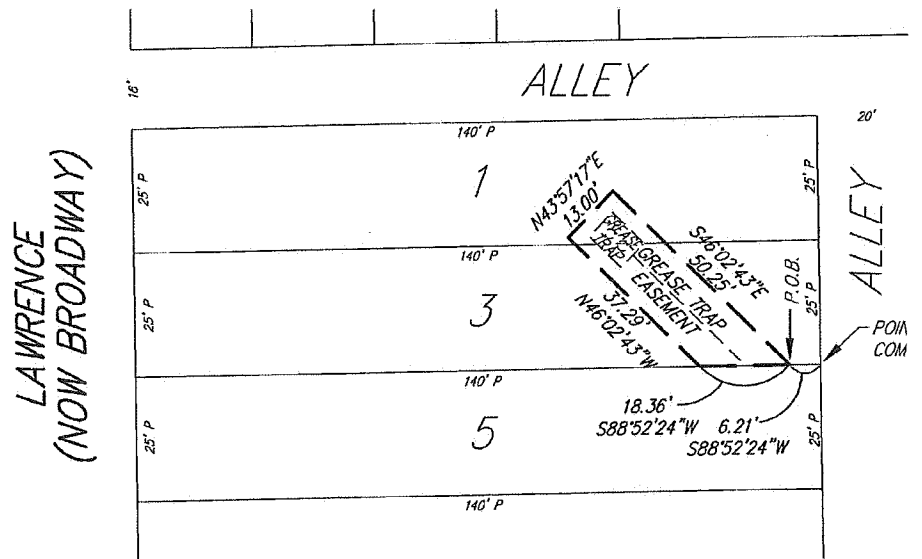 ALLEY
16'
20'
140' P
25' P
1
25' P
N43°57'17"E
13.00'
S46°02'43"E
50.25'
ALLEY
LAWRENCE
(NOW BROADWAY)
140' P
GREASE
TRAP
GREASE TRAP
EASEMENT
25' P
3
37.29'
N46°02'43"W
P.O.B.
25' P
POIN
COM
140' P
18.36'
S88°52'24"W
6.21'
S88°52'24"W
25' P
5
25' P
140' P